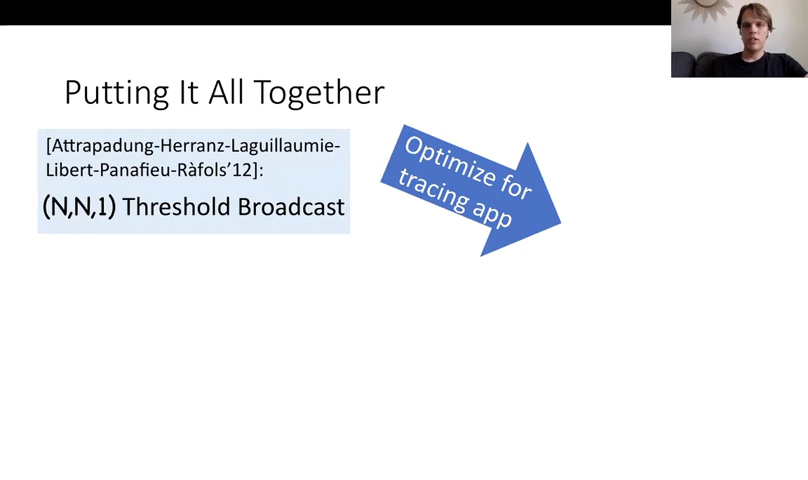 Putting It All Together
[Attrapadung-Herranz-Laguillaumie-
Libert-Panafieu-Ràfols’12]:
(N,N,1) Threshold Broadcast
Optimize for
tracing app